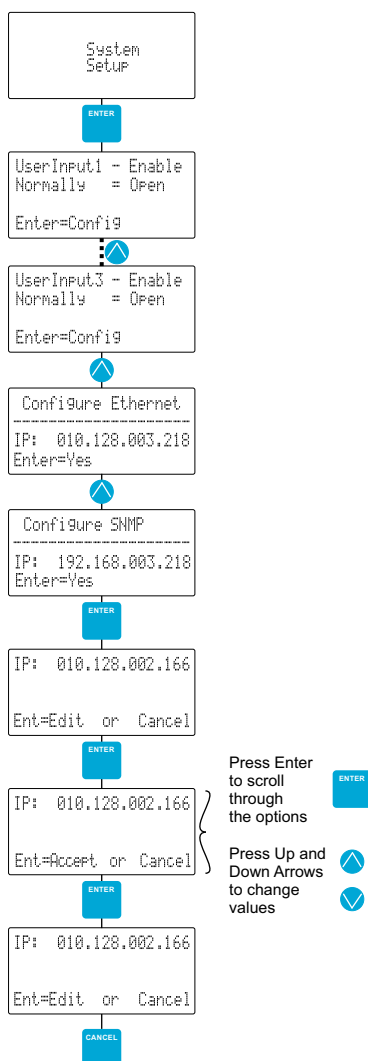 System
Setup
ENTER
UserInput1 - Enable
Normally = Open
Enter=Config
UserInput3 - Enable
Normally = Open
Enter=Config
Configure Ethernet
--------------------
IP: 010.128.003.218
Enter=Yes
Configure SNMP
--------------------
IP: 192.168.003.218
Enter=Yes
ENTER
IP: 010.128.002.166
Ent=Edit or Cancel
ENTER
IP: 010.128.002.166
Ent=Accept or Cancel
Press Enter
to scroll
through
the options
ENTER
Press Up and
Down Arrows
to change
values
ENTER
IP: 010.128.002.166
Ent=Edit or Cancel
CANCEL